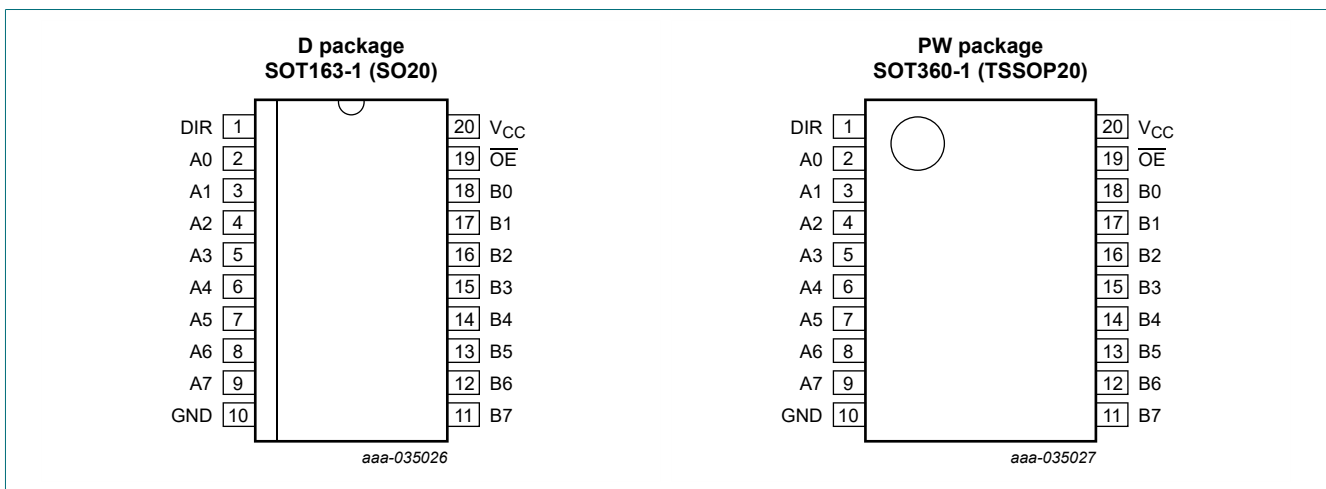 D package
SOT163-1 (SO20)
DIR 1 20 VCC
A0 2 19 OE
A1 3 18 B0
A2 4 17 B1
A3 5 16 B2
A4 6 15 B3
A5 7 14 B4
A6 8 13 B5
A7 9 12 B6
GND 10 11 B7
aaa-035026
PW package
SOT360-1 (TSSOP20)
DIR 1 20 VCC
A0 2 19 OE
A1 3 18 B0
A2 4 17 B1
A3 5 16 B2
A4 6 15 B3
A5 7 14 B4
A6 8 13 B5
A7 9 12 B6
GND 10 11 B7
aaa-035027